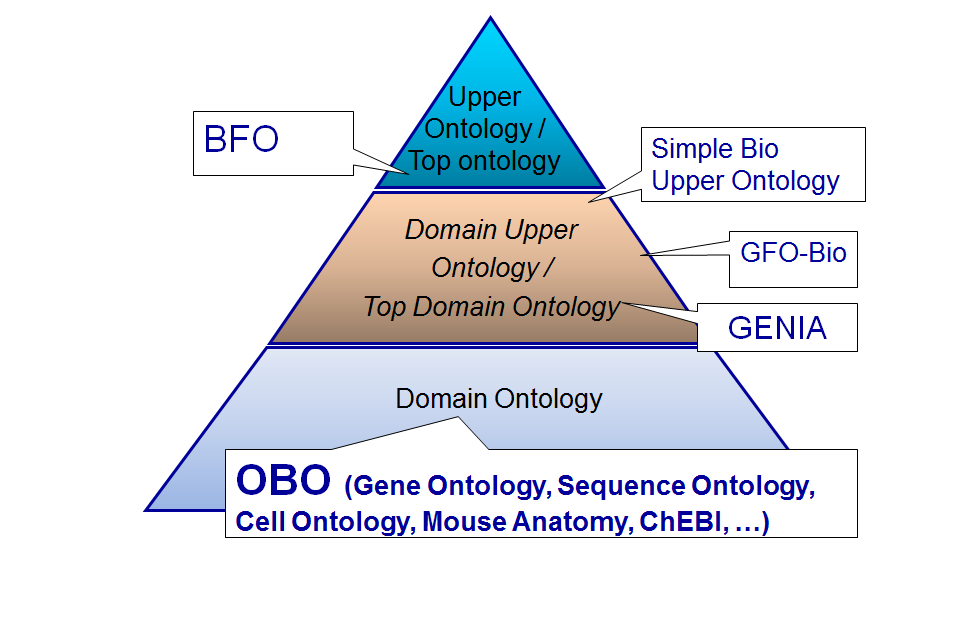 Upper
Ontology /
Top ontology
BFO
Simple Bio
Upper Ontology
Domain Upper
Ontology /
Top Domain Ontology
GFO-Bio
GENIA
Domain Ontology
OBO (Gene Ontology, Sequence Ontology,
Cell Ontology, Mouse Anatomy, ChEBI, …)